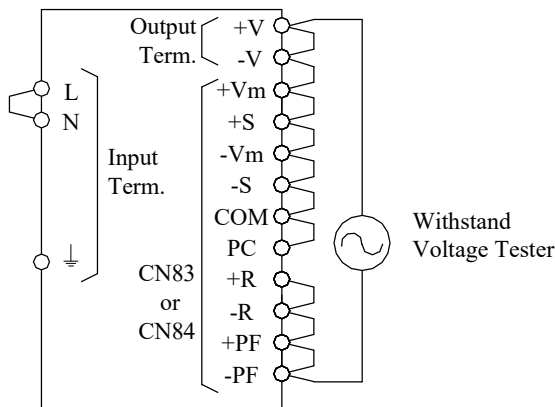 Output
Term.
+V
-V
+Vm
+S
-Vm
-S
COM
PC
+R
-R
+PF
-PF
L
N
Input
Term.
CN83
or
CN84
Withstand
Voltage Tester